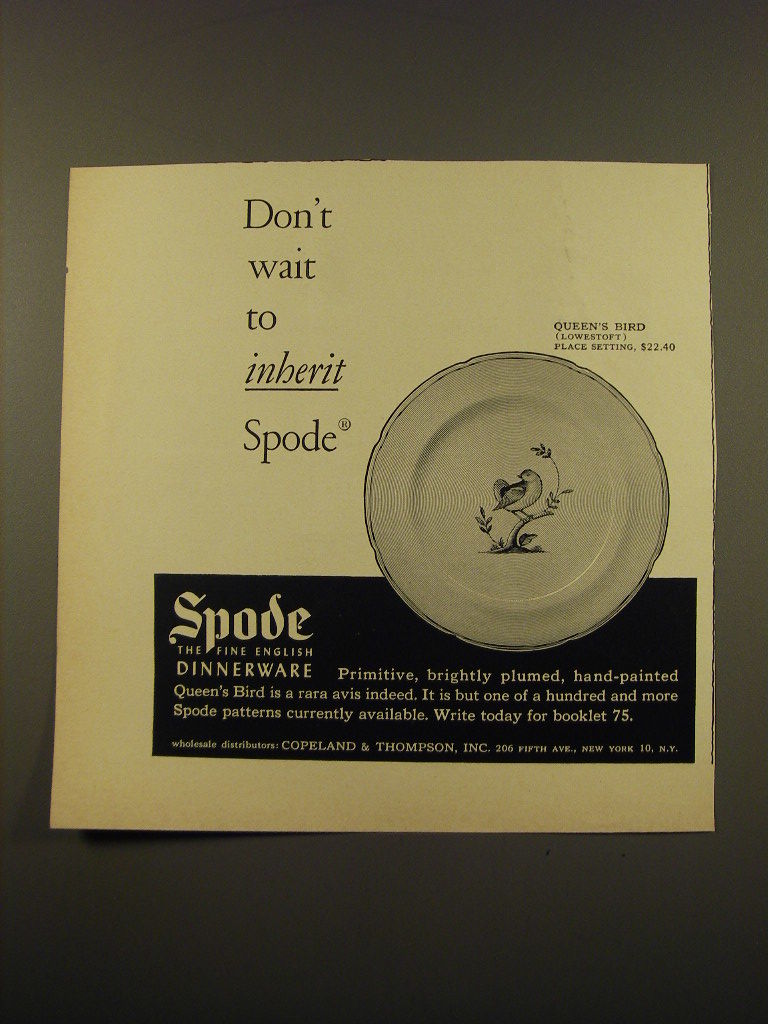 Don't
wait
to
inherit
Spode®
QUEEN'S BIRD
(LOWESTOFT)
PLACE SETTING, $22.40
Spode
THE FINE ENGLISH
DINNERWARE
Primitive, brightly plumed, hand-painted
Queen's Bird is a rara avis indeed. It is but one of a hundred and more
Spode patterns currently available. Write today for booklet 75.
wholesale distributors: COPELAND & THOMPSON, INC. 206 FIFTH AVE., NEW YORK 10, N.Y.